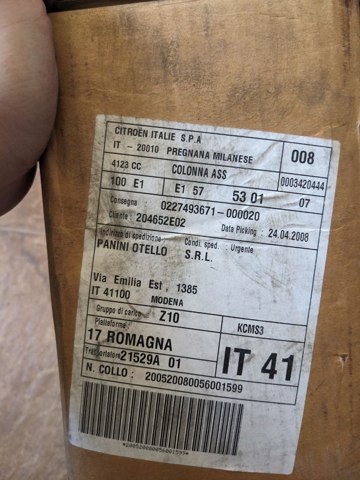 CITROËN ITALIE S.P.A
IT - 20010 PREGNANA MILANESE
008
4123 CC COLONNA ASS
0003420444
100 E1 E1 57 53 01 07
Consegna : 0227493671-000020
Cliente : 204652E02 Data Picking : 24.04.2008
Indirizzo di spedizione Condi. sped. : Urgente
PANINI OTELLO S.R.L.
Via Emilia Est , 1385
IT 41100 MODENA
Gruppo di carico : Z10
Piattaforma KCMS3
17 ROMAGNA
IT 41
Trasportatore 21529A 01
N. COLLO : 200520080056001599
*200520080056001599*